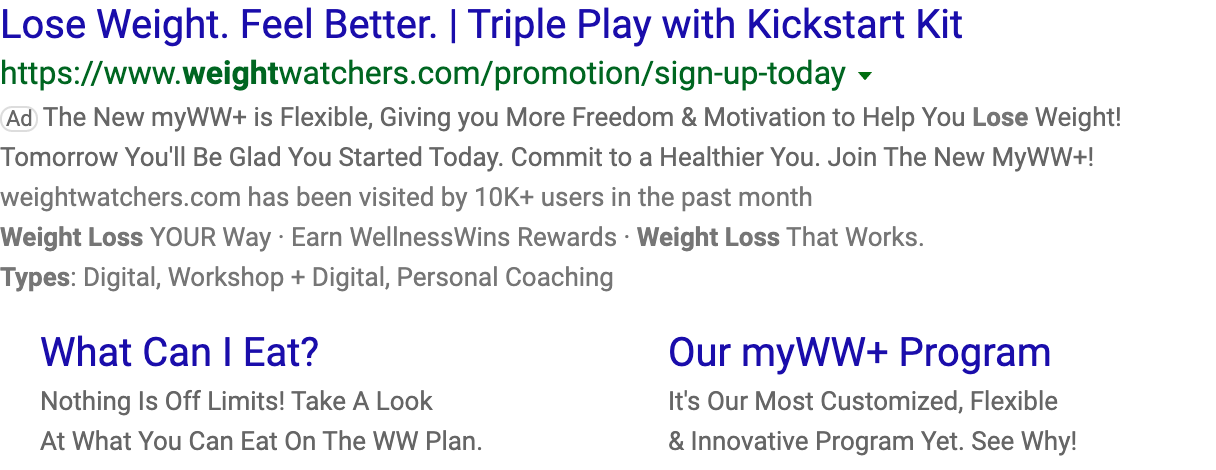 Lose Weight. Feel Better. | Triple Play with Kickstart Kit
https://www.weightwatchers.com/promotion/sign-up-today
Ad The New myWW+ is Flexible, Giving you More Freedom & Motivation to Help You Lose Weight!
Tomorrow You'll Be Glad You Started Today. Commit to a Healthier You. Join The New MyWW+!
weightwatchers.com has been visited by 10K+ users in the past month
Weight Loss YOUR Way · Earn WellnessWins Rewards · Weight Loss That Works.
Types: Digital, Workshop + Digital, Personal Coaching
What Can I Eat?
Nothing Is Off Limits! Take A Look
At What You Can Eat On The WW Plan.
Our myWW+ Program
It's Our Most Customized, Flexible
& Innovative Program Yet. See Why!